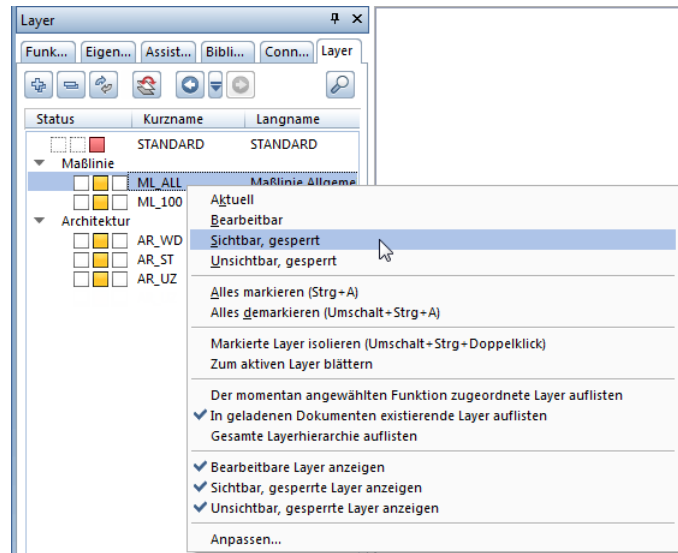 Layer
Funk... Eigen... Assist... Bibli... Conn... Layer
Status Kurzname Langname
STANDARD STANDARD
Maßlinie
ML_ALL Maßlinie Allgeme
ML_100
Architektur
AR_WD
AR_ST
AR_UZ
Aktuell
Bearbeitbar
Sichtbar, gesperrt
Unsichtbar, gesperrt
Alles markieren (Strg+A)
Alles demarkieren (Umschalt+Strg+A)
Markierte Layer isolieren (Umschalt+Strg+Doppelklick)
Zum aktiven Layer blättern
Der momentan angewählten Funktion zugeordnete Layer auflisten
In geladenen Dokumenten existierende Layer auflisten
Gesamte Layerhierarchie auflisten
Bearbeitbare Layer anzeigen
Sichtbar, gesperrte Layer anzeigen
Unsichtbar, gesperrte Layer anzeigen
Anpassen...